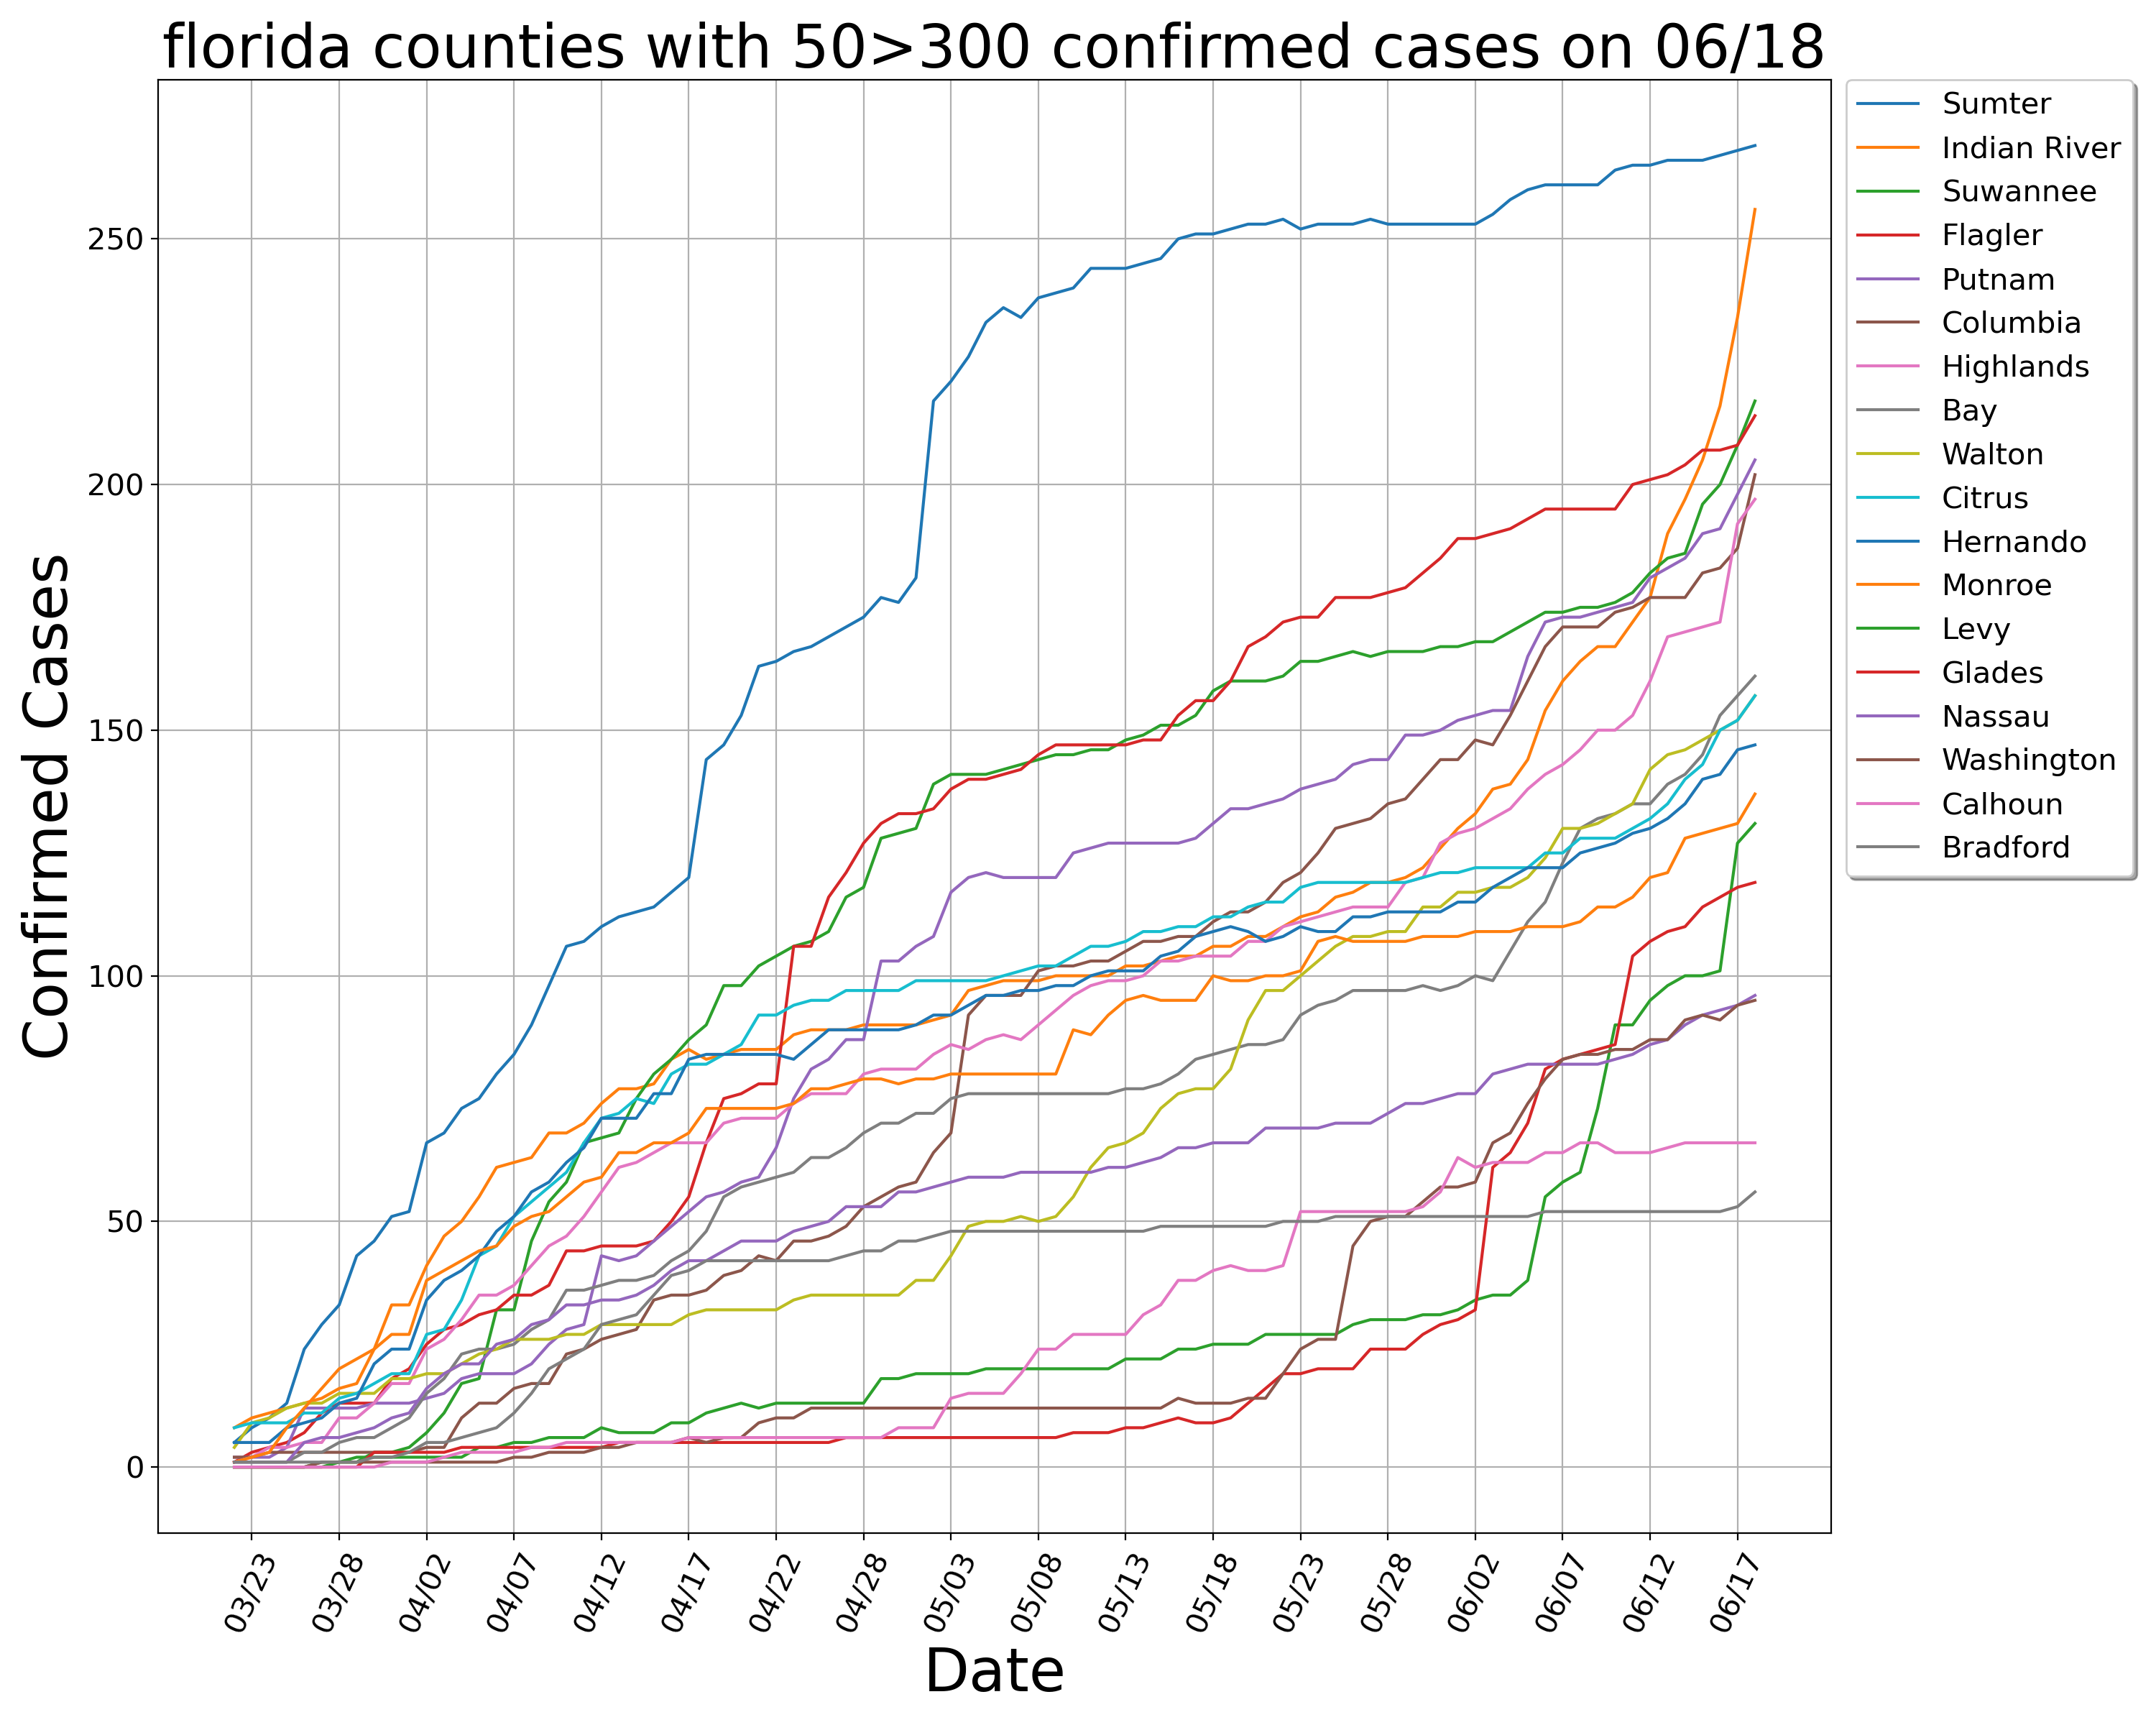 florida counties with 50>300 confirmed cases on 06/18
Confirmed Cases
250
200
150
100
50
0
03/23
03/28
04/02
04/07
04/12
04/17
04/22
04/28
05/03
05/08
05/13
05/18
05/23
05/28
06/02
06/07
06/12
06/17
Date
Sumter
Indian River
Suwannee
Flagler
Putnam
Columbia
Highlands
Bay
Walton
Citrus
Hernando
Monroe
Levy
Glades
Nassau
Washington
Calhoun
Bradford